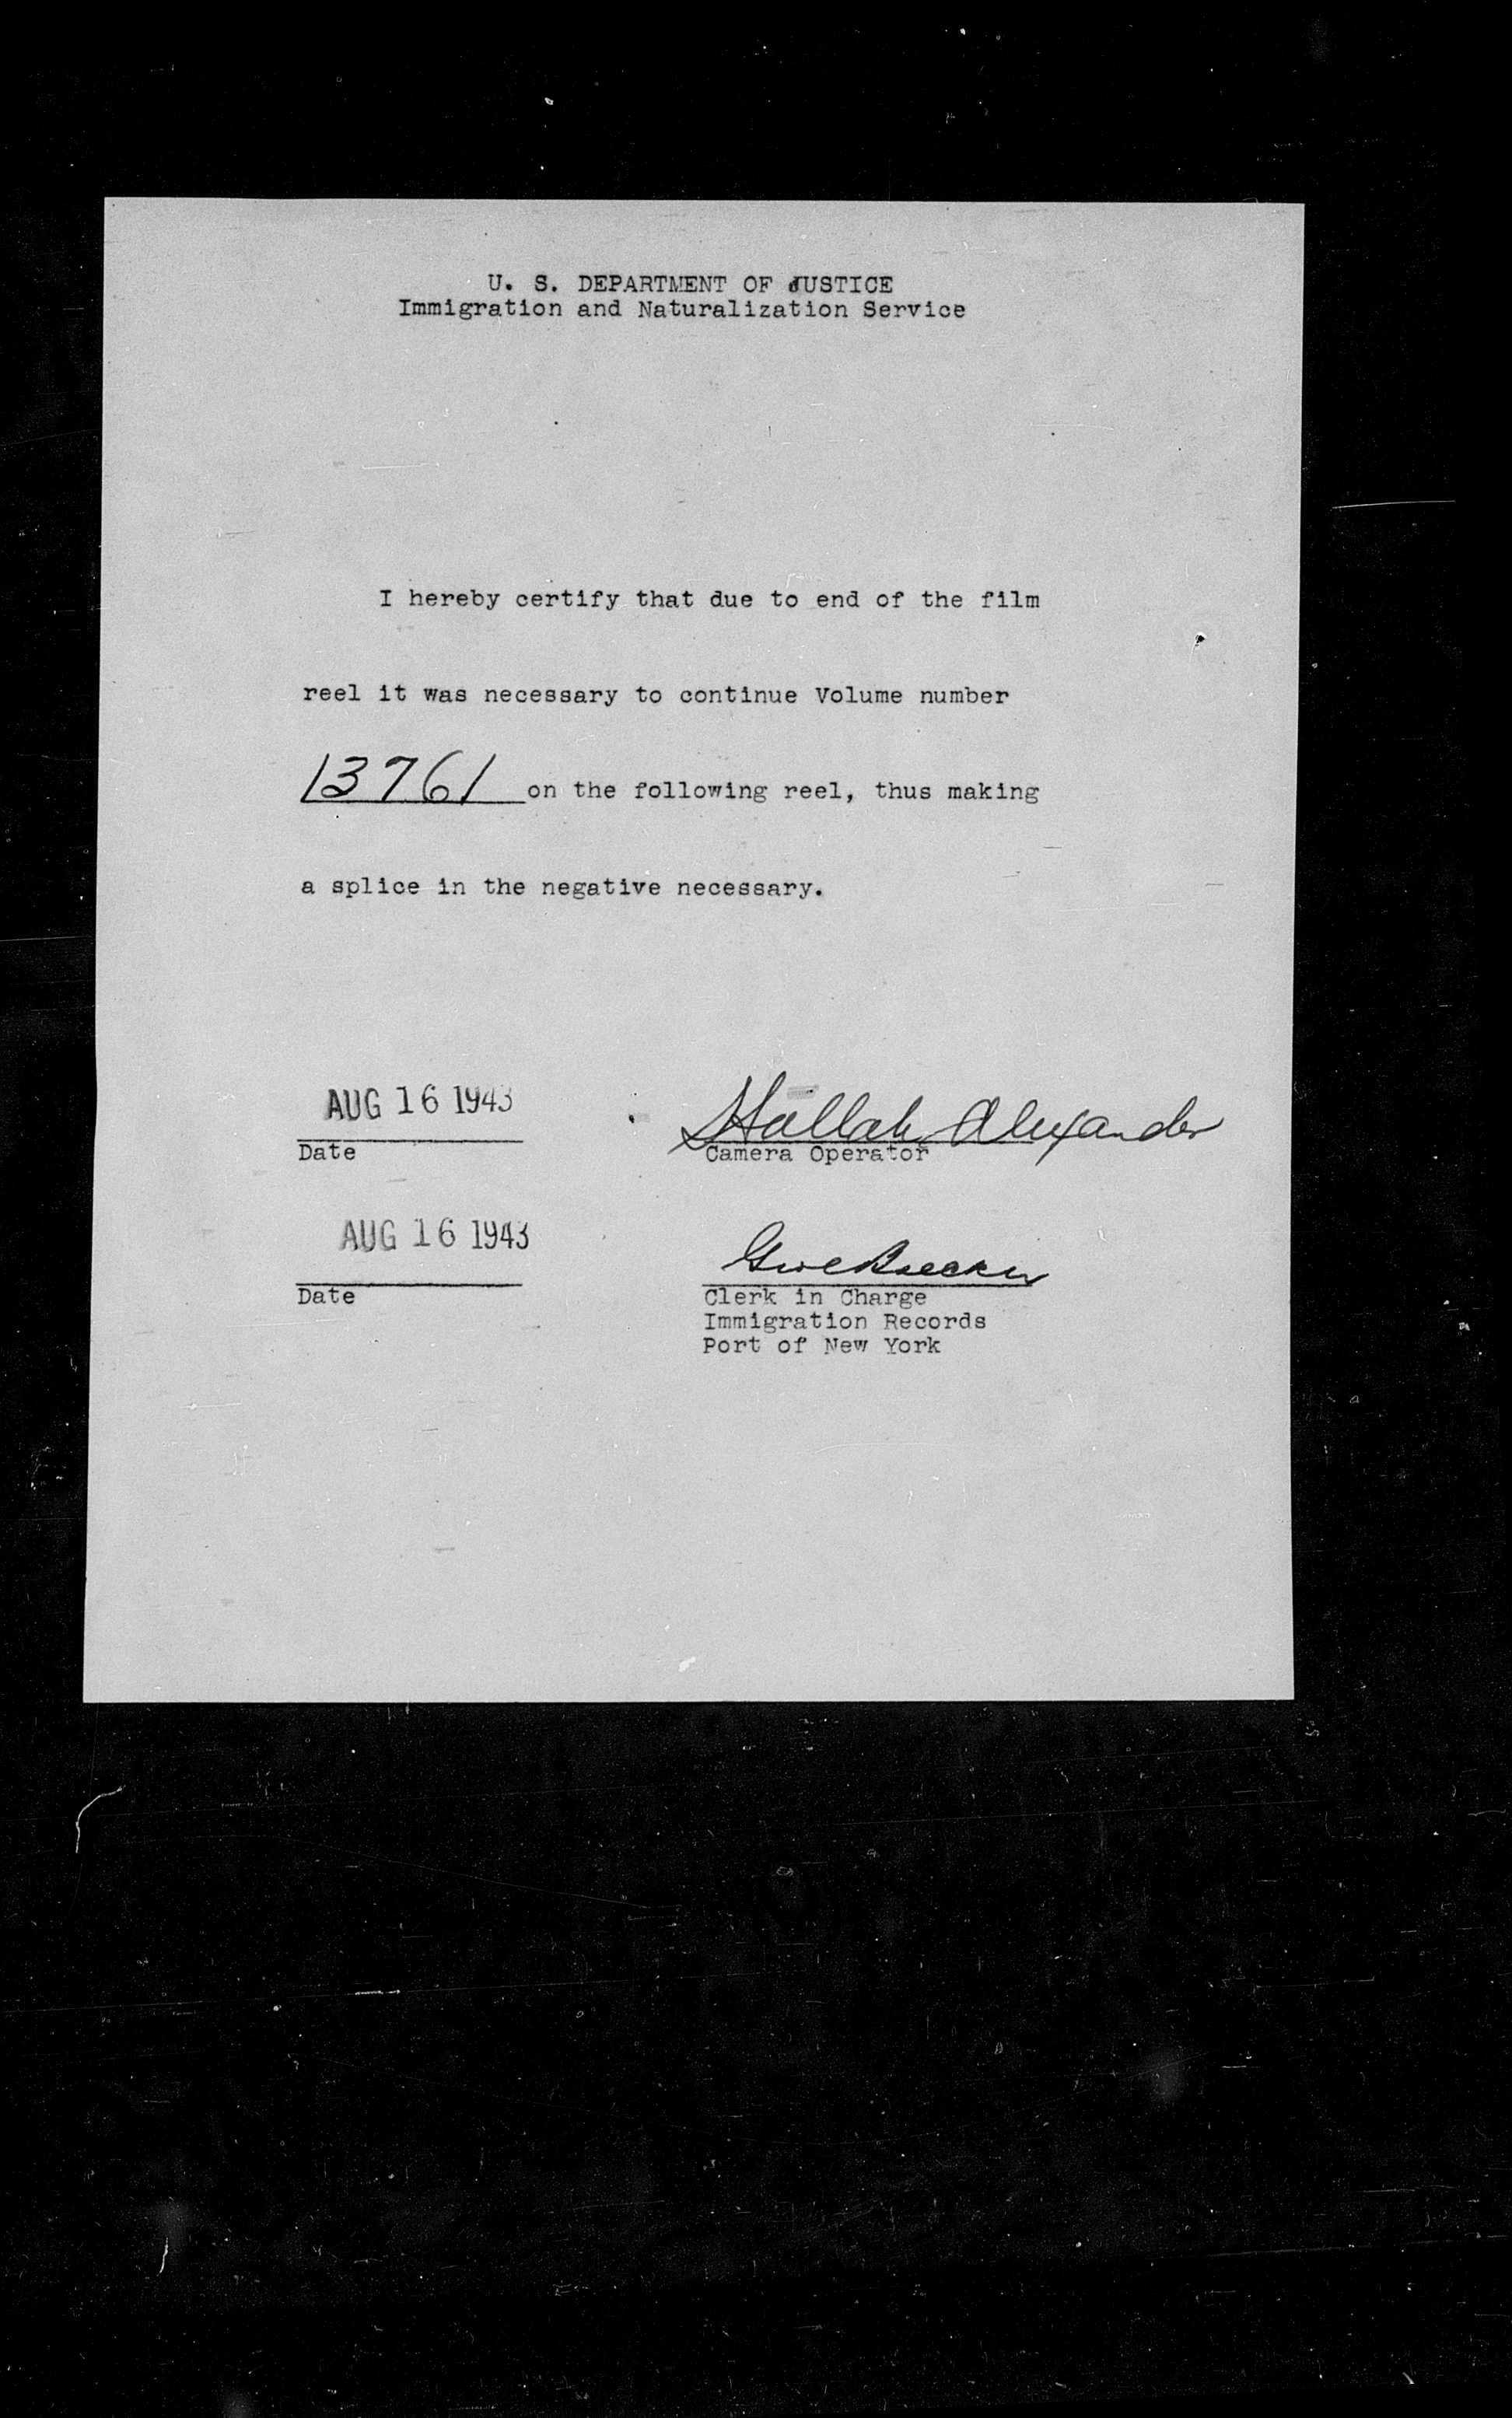 U. S. DEPARTMENT OF JUSTICE
Immigration and Naturalization Service
I hereby certify that due to end of the film
reel it was necessary to continue Volume number
13761 on the following reel, thus making
a splice in the negative necessary.
AUG 16 1943
Date
Hallah Alexander
Camera Operator
AUG 16 1943
Date
Clerk in Charge
Immigration Records
Port of New York